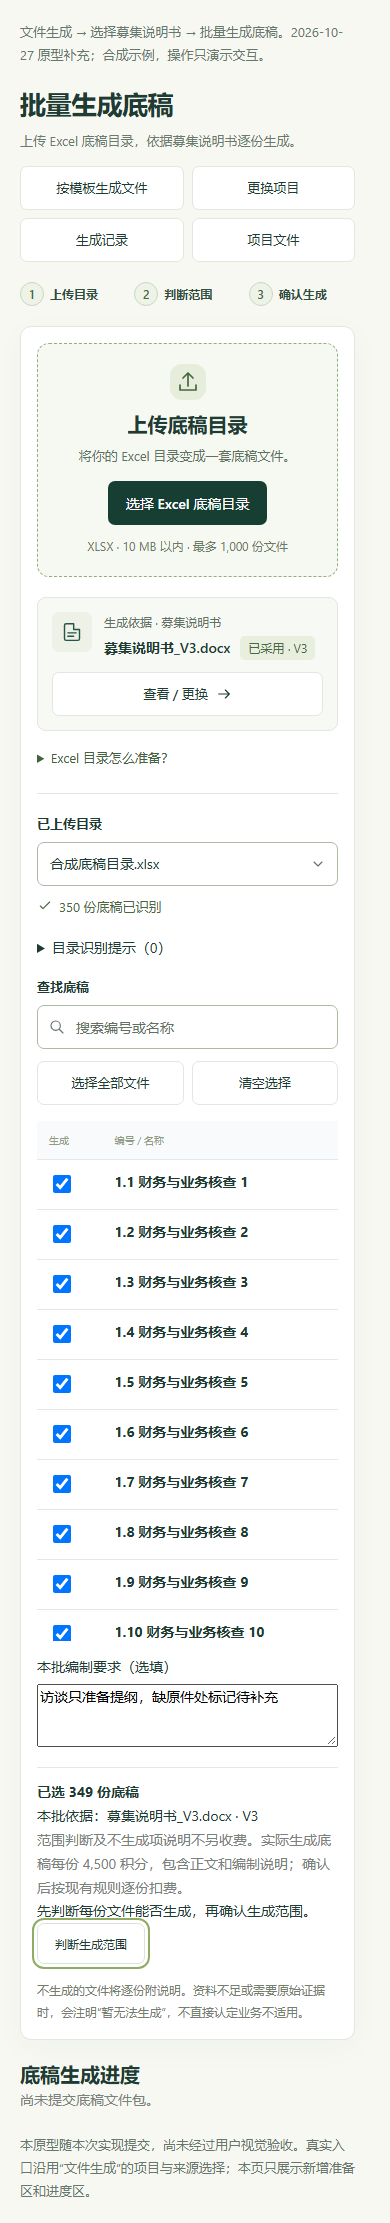 文件生成 → 选择募集说明书 → 批量生成底稿。2026-10-
27 原型补充；合成示例，操作只演示交互。
批量生成底稿
上传 Excel 底稿目录，依据募集说明书逐份生成。
按模板生成文件
更换项目
生成记录
项目文件
1 上传目录
2 判断范围
3 确认生成
上传底稿目录
将你的 Excel 目录变成一套底稿文件。
选择 Excel 底稿目录
XLSX · 10 MB 以内 · 最多 1,000 份文件
生成依据 · 募集说明书
募集说明书_V3.docx 已采用 · V3
查看 / 更换 →
▶ Excel 目录怎么准备？
已上传目录
合成底稿目录.xlsx
✓ 350 份底稿已识别
▶ 目录识别提示（0）
查找底稿
搜索编号或名称
选择全部文件
清空选择
生成 编号 / 名称
1.1 财务与业务核查 1
1.2 财务与业务核查 2
1.3 财务与业务核查 3
1.4 财务与业务核查 4
1.5 财务与业务核查 5
1.6 财务与业务核查 6
1.7 财务与业务核查 7
1.8 财务与业务核查 8
1.9 财务与业务核查 9
1.10 财务与业务核查 10
本批编制要求（选填）
访谈只准备提纲，缺原件处标记待补充
已选 349 份底稿
本批依据：募集说明书_V3.docx · V3
范围判断及不生成项说明不另收费。实际生成底
稿每份 4,500 积分，包含正文和编制说明；确认
后按现有规则逐份扣费。
先判断每份文件能否生成，再确认生成范围。
判断生成范围
不生成的文件将逐份附说明。资料不足或需要原始证据
时，会注明“暂无法生成”，不直接认定业务不适用。
底稿生成进度
尚未提交底稿文件包。
本原型随本次实现提交，尚未经过用户视觉验收。真实入
口沿用“文件生成”的项目与来源选择；本页只展示新增准备
区和进度区。